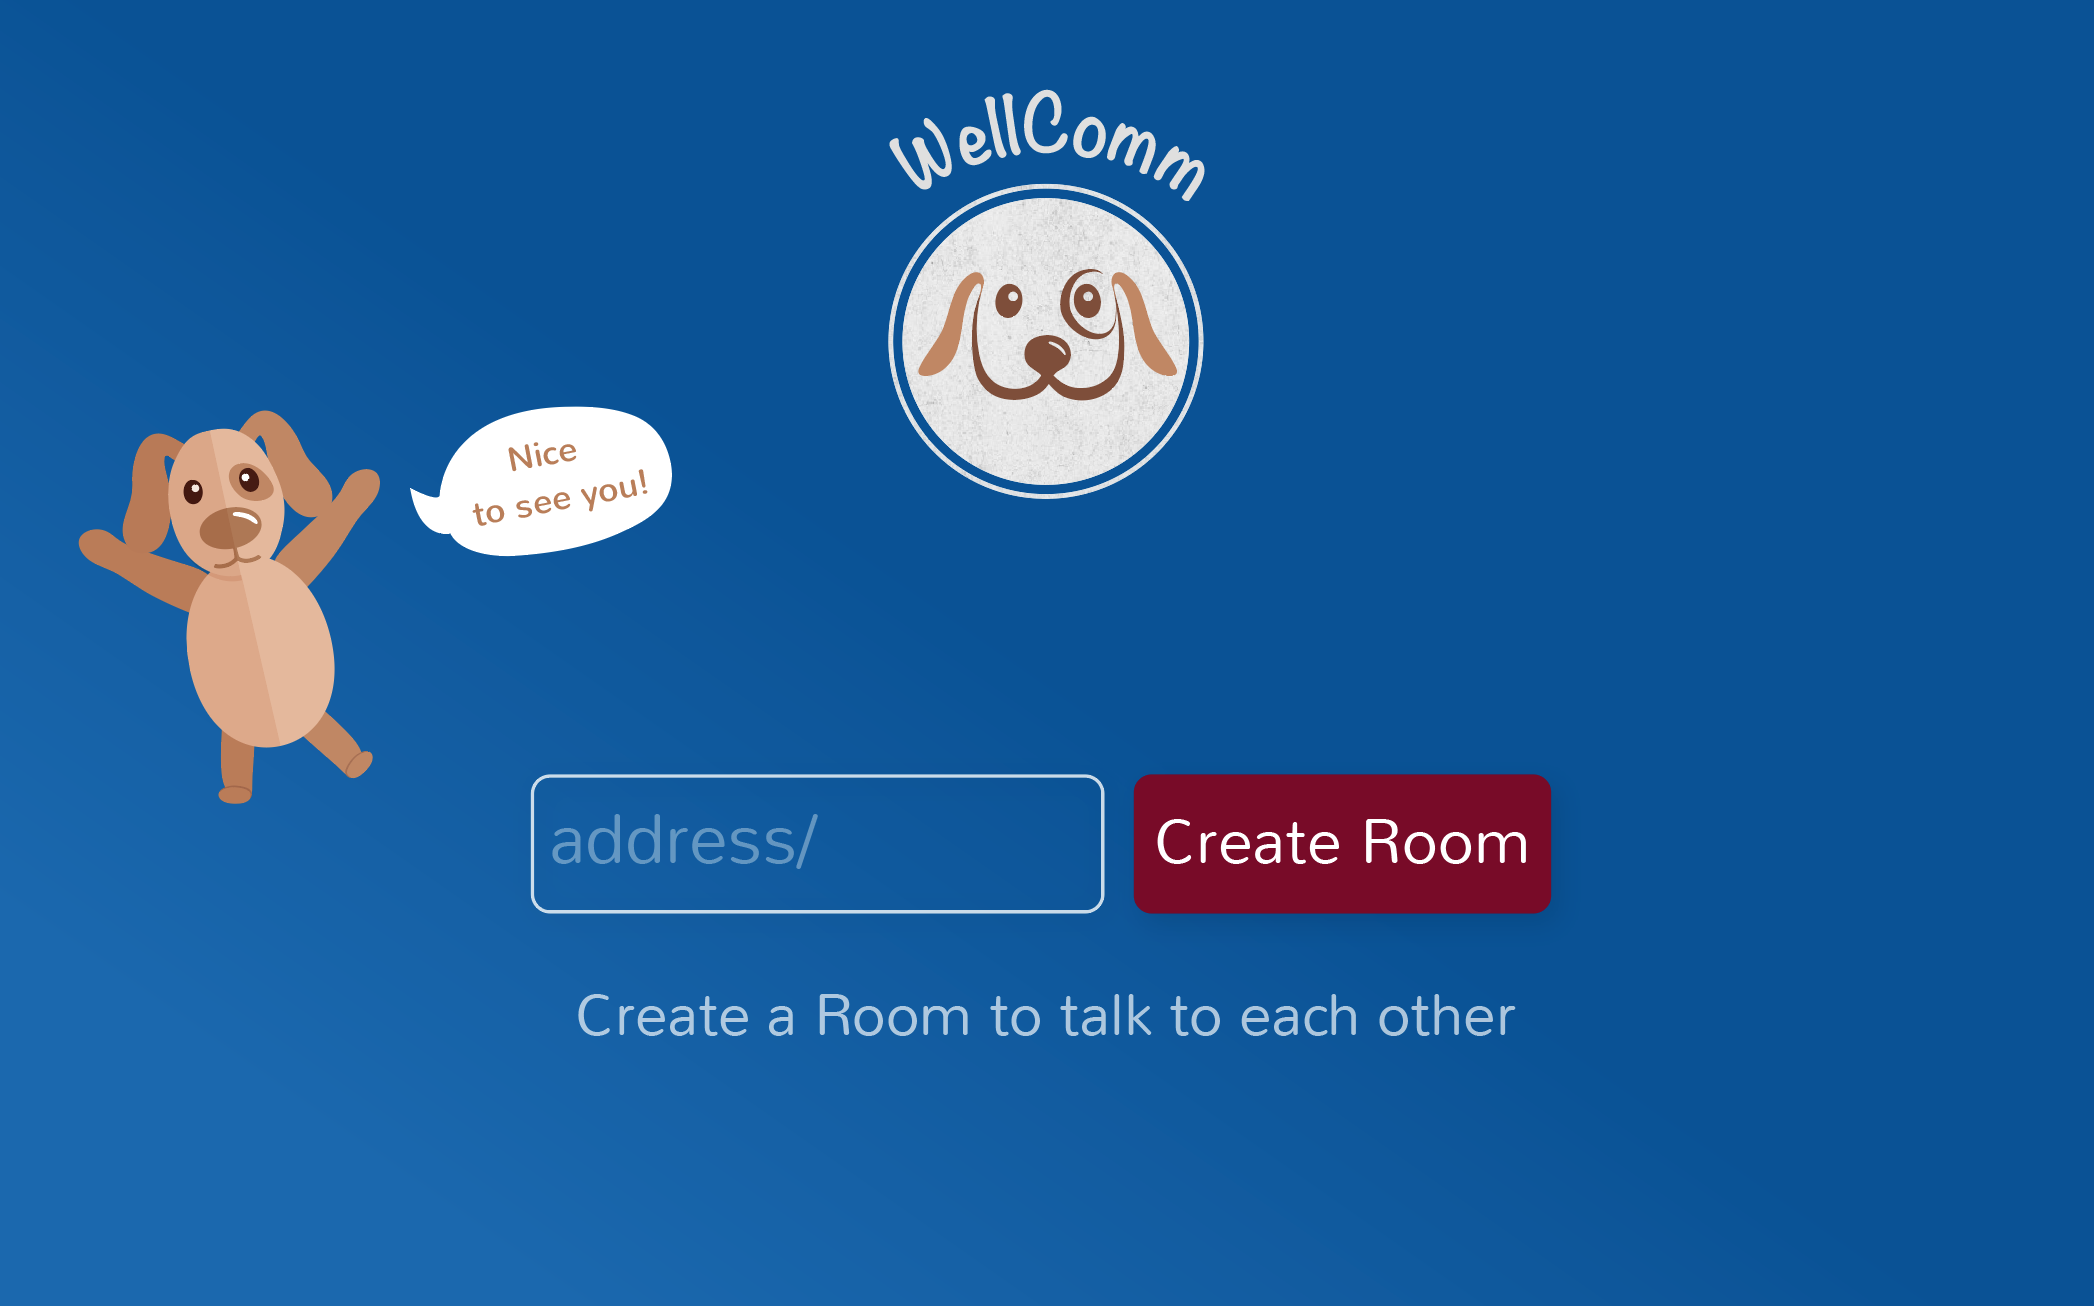 WellComm
Nice
to see you!
address/
Create Room
Create a Room to talk to each other